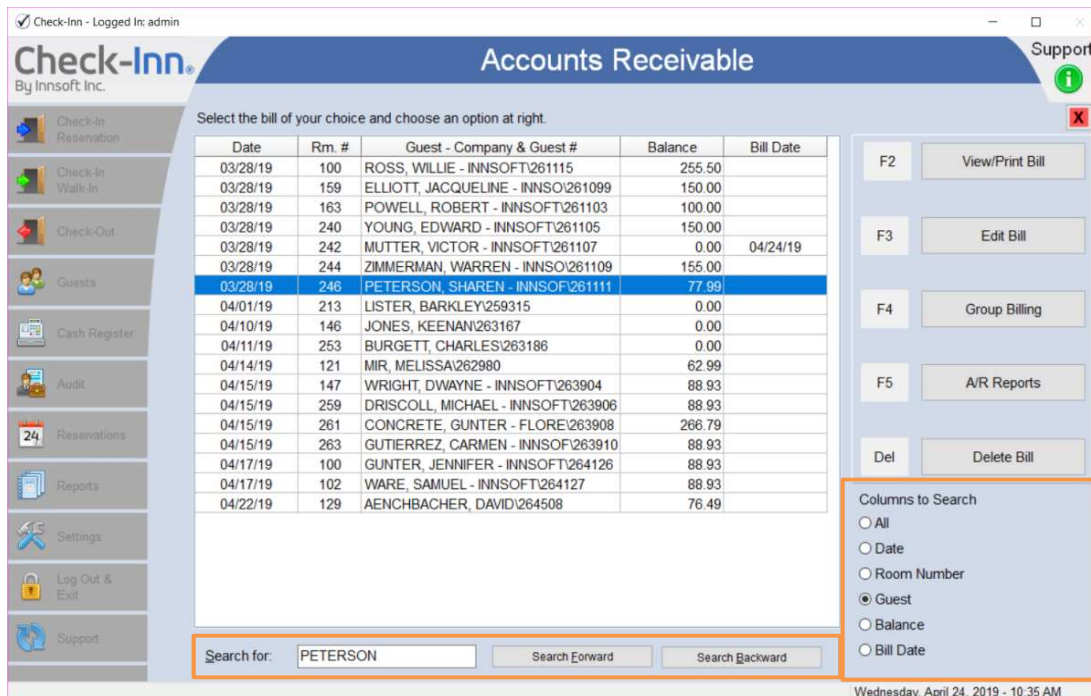 Check-Inn - Logged In: admin
Check-Inn®
By Innsoft Inc.
Accounts Receivable
Support
Check-In
Reservation
Check-In
Walk-In
Check-Out
Guests
Cash Register
Audit
24
Reservations
Reports
Settings
Log Out &
Exit
Support
Select the bill of your choice and choose an option at right.
X
Date Rm. # Guest - Company & Guest # Balance Bill Date
03/28/19 100 ROSS, WILLIE - INNSOFT\261115 255.50
03/28/19 159 ELLIOTT, JACQUELINE - INNSO\261099 150.00
03/28/19 163 POWELL, ROBERT - INNSOFT\261103 100.00
03/28/19 240 YOUNG, EDWARD - INNSOFT\261105 150.00
03/28/19 242 MUTTER, VICTOR - INNSOFT\261107 0.00 04/24/19
03/28/19 244 ZIMMERMAN, WARREN - INNSO\261109 155.00
03/28/19 246 PETERSON, SHAREN - INNSOF\261111 77.99
04/01/19 213 LISTER, BARKLEY\259315 0.00
04/10/19 146 JONES, KEENAN\263167 0.00
04/11/19 253 BURGETT, CHARLES\263186 0.00
04/14/19 121 MIR, MELISSA\262980 62.99
04/15/19 147 WRIGHT, DWAYNE - INNSOFT\263904 88.93
04/15/19 259 DRISCOLL, MICHAEL - INNSOFT\263906 88.93
04/15/19 261 CONCRETE, GUNTER - FLORE\263908 266.79
04/15/19 263 GUTIERREZ, CARMEN - INNSOF\263910 88.93
04/17/19 100 GUNTER, JENNIFER - INNSOFT\264126 88.93
04/17/19 102 WARE, SAMUEL - INNSOFT\264127 88.93
04/22/19 129 AENCHBACHER, DAVID\264508 76.49
F2 View/Print Bill
F3 Edit Bill
F4 Group Billing
F5 A/R Reports
Del Delete Bill
Columns to Search
All
Date
Room Number
Guest
Balance
Bill Date
Search for: PETERSON Search Forward Search Backward
Wednesday, April 24, 2019 - 10:35 AM